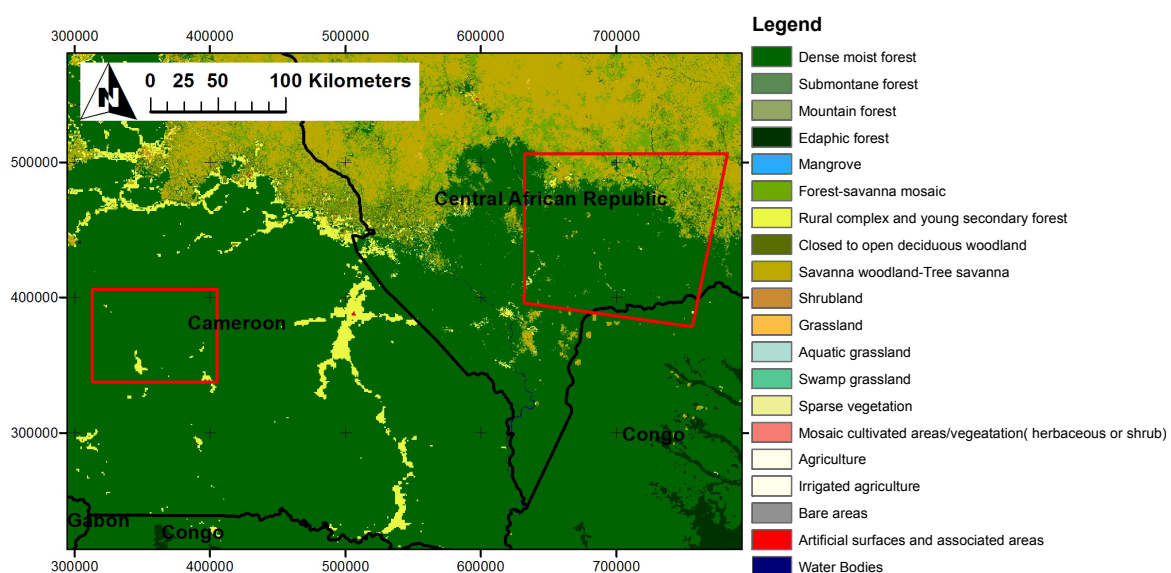 Legend
300000 400000 500000 600000 700000
N
0 25 50 100 Kilometers
500000
400000
300000
500000
400000
300000
Central African Republic
Cameroon
Congo
Gabon
Congo
300000 400000 500000 600000 700000
Dense moist forest
Submontane forest
Mountain forest
Edaphic forest
Mangrove
Forest-savanna mosaic
Rural complex and young secondary forest
Closed to open deciduous woodland
Savanna woodland-Tree savanna
Shrubland
Grassland
Aquatic grassland
Swamp grassland
Sparse vegetation
Mosaic cultivated areas/vegeatation( herbaceous or shrub)
Agriculture
Irrigated agriculture
Bare areas
Artificial surfaces and associated areas
Water Bodies